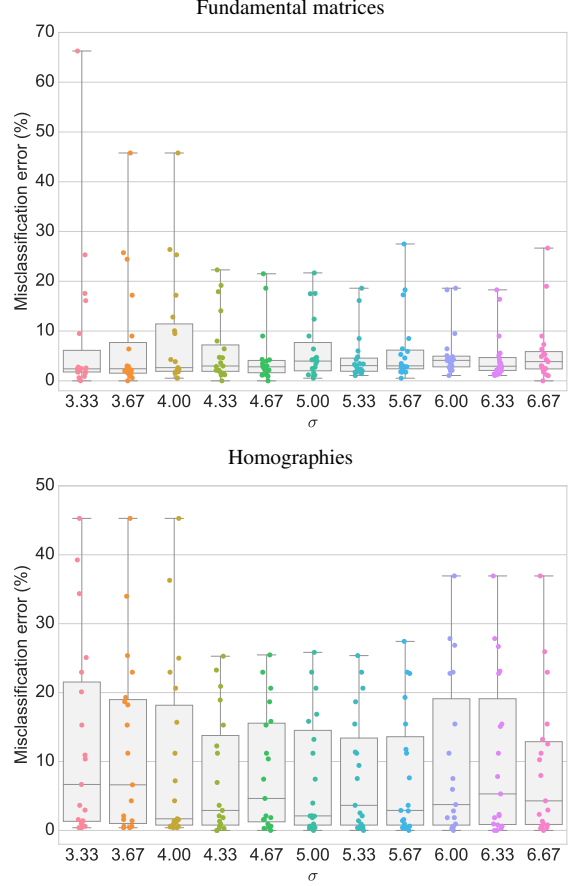 Fundamental matrices
70
60
50
40
30
20
10
0
Misclassification error (%)
3.33 3.67 4.00 4.33 4.67 5.00 5.33 5.67 6.00 6.33 6.67
σ
Homographies
50
40
30
20
10
0
Misclassification error (%)
3.33 3.67 4.00 4.33 4.67 5.00 5.33 5.67 6.00 6.33 6.67
σ